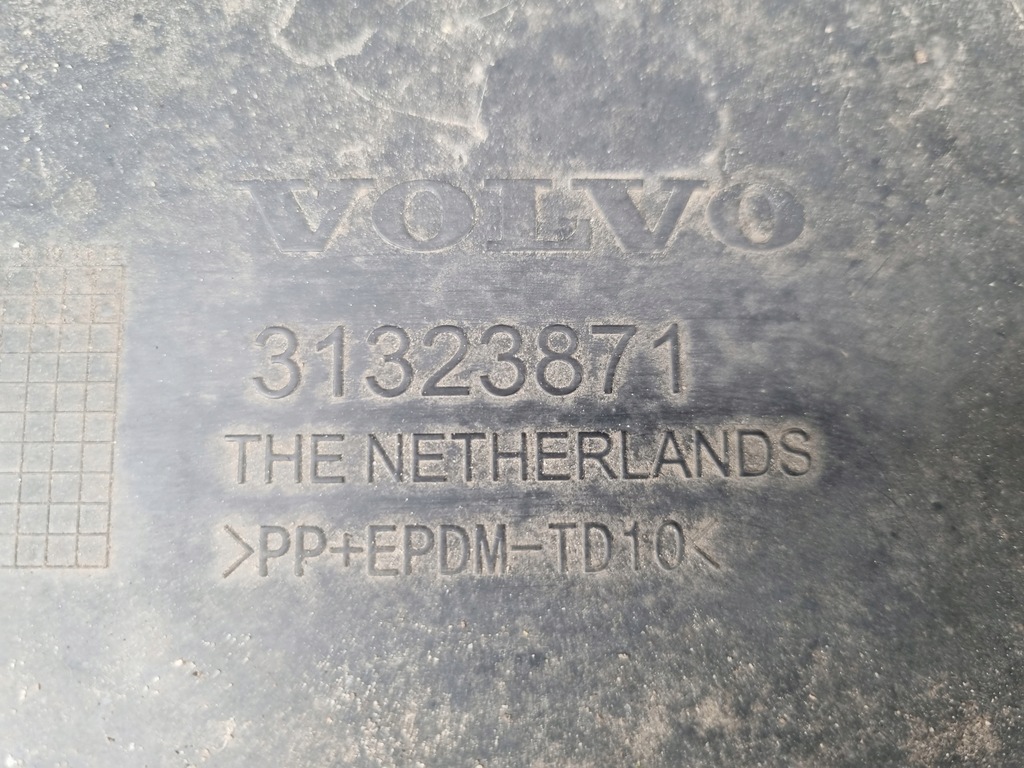 VOLVO
31323871
THE NETHERLANDS
>PP+EPDM-TD10<